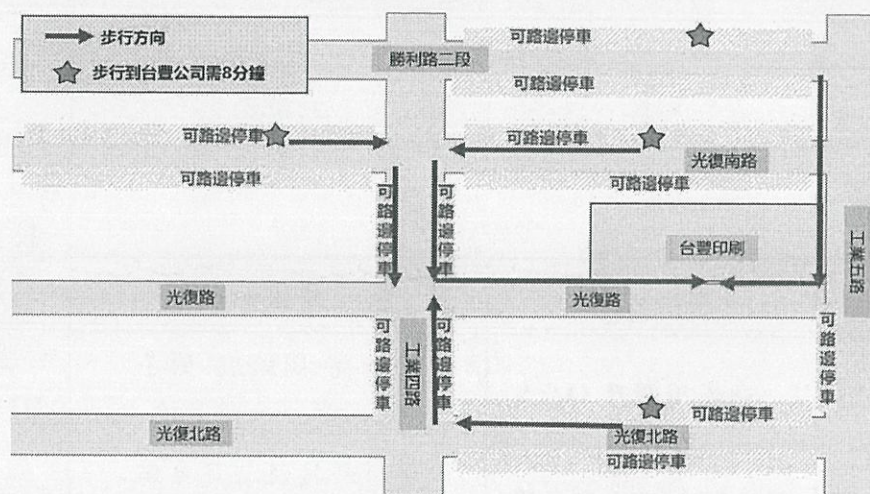 步行方向
步行到台豐公司需8分鐘
可路邊停車
勝利路二段
可路邊停車
可路邊停車
可路邊停車
可路邊停車
光復南路
可路邊停車
可路邊停車
可路邊停車
台豐印刷
工業五路
光復路
光復路
可路邊停車
可路邊停車
工業四路
可路邊停車
可路邊停車
可路邊停車
光復北路
光復北路
可路邊停車